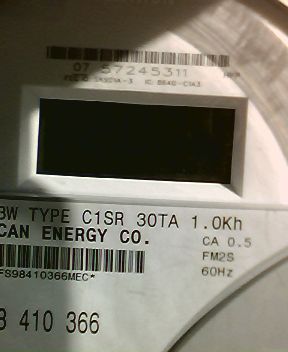 07 57245311
3W TYPE C1SR 30TA 1.0Kh
CAN ENERGY CO.
CA 0.5
FM2S
60Hz
FS98410366MEC*
8 410 366